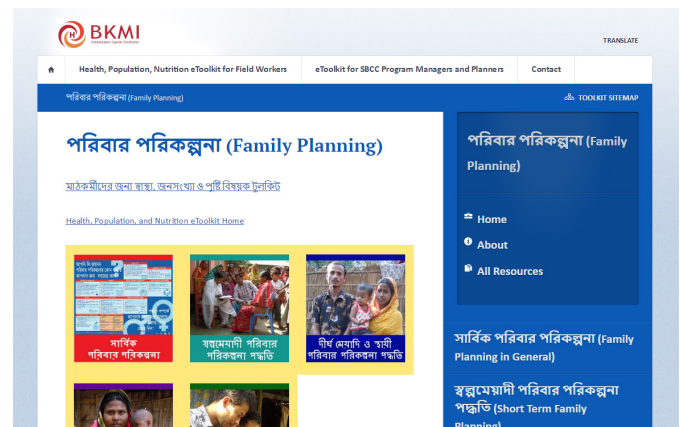 BKMI
TRANSLATE
Health, Population, Nutrition eToolkit for Field Workers
eToolkit for SBCC Program Managers and Planners
Contact
পরিবার পরিকল্পনা (Family Planning)
TOOLKIT SITEMAP
পরিবার পরিকল্পনা (Family Planning)
মাঠকর্মীদের জন্য স্বাস্থ্য, জনসংখ্যা ও পুষ্টি বিষয়ক টুলকিট
Health, Population, and Nutrition eToolkit Home
সার্বিক
পরিবার পরিকল্পনা
স্বল্পমেয়াদী পরিবার
পরিকল্পনা পদ্ধতি
দীর্ঘ মেয়াদি ও স্থায়ী
পরিবার পরিকল্পনা পদ্ধতি
পরিবার পরিকল্পনা (Family
Planning)
Home
About
All Resources
সার্বিক পরিবার পরিকল্পনা (Family
Planning in General)
স্বল্পমেয়াদী পরিবার পরিকল্পনা
পদ্ধতি (Short Term Family
Planning)